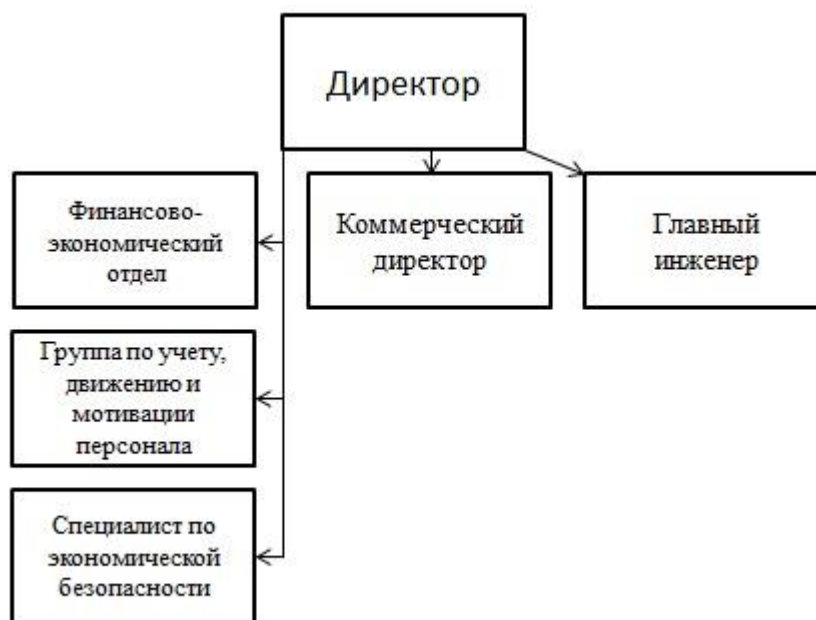 Директор
Финансово-
экономический
отдел
Коммерческий
директор
Главный
инженер
Группа по учету,
движению и
мотивации
персонала
Специалист по
экономической
безопасности